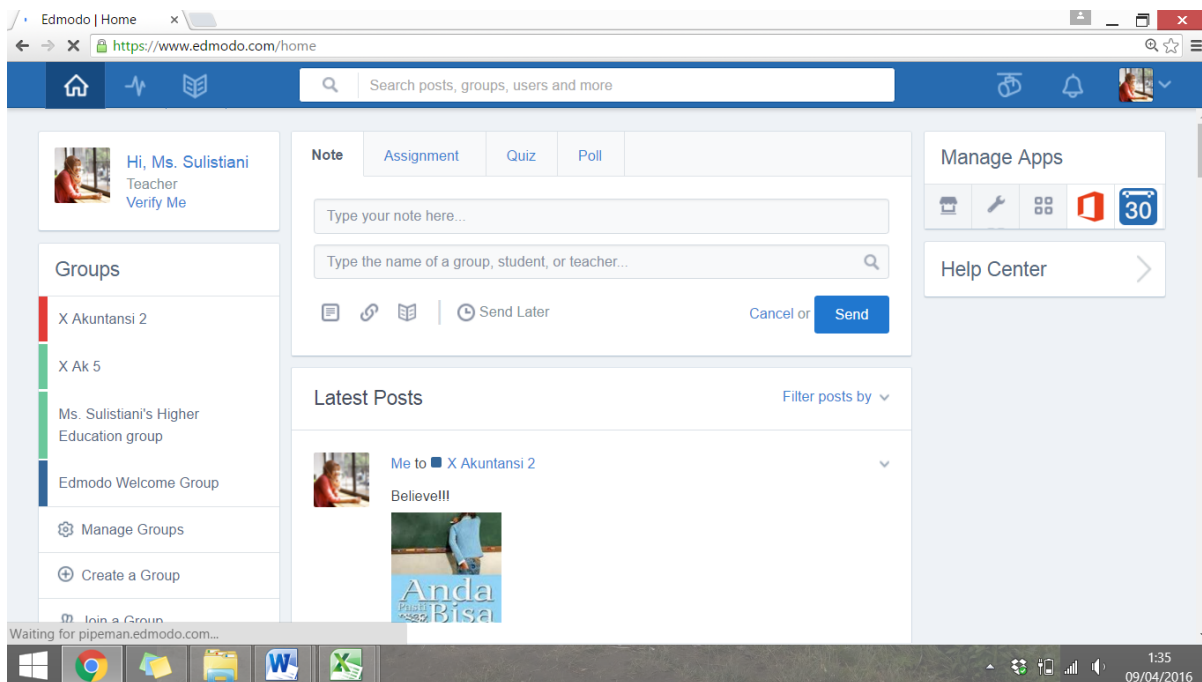 Edmodo | Home
https://www.edmodo.com/home
Search posts, groups, users and more
Hi, Ms. Sulistiani
Teacher
Verify Me
Groups
X Akuntansi 2
X Ak 5
Ms. Sulistiani's Higher
Education group
Edmodo Welcome Group
Manage Groups
Create a Group
Join a Group
Note
Assignment
Quiz
Poll
Type your note here...
Type the name of a group, student, or teacher...
Send Later
Cancel or
Send
Latest Posts
Filter posts by
Me to X Akuntansi 2
Believe!!!
Anda
Pasti
Bisa
Manage Apps
30
Help Center
Waiting for pipeman.edmodo.com...
1:35
09/04/2016